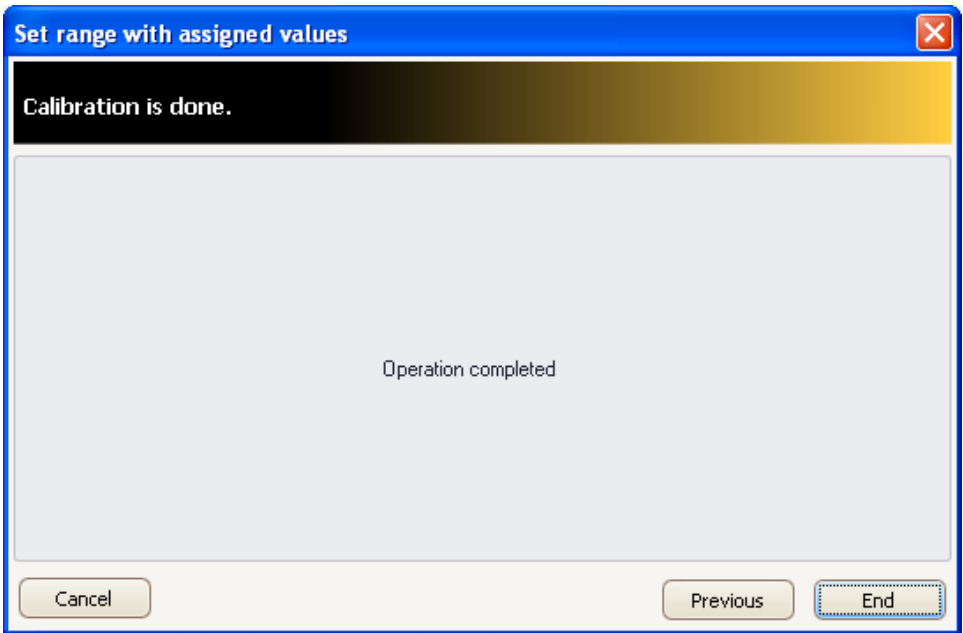 Set range with assigned values
Calibration is done.
Operation completed
Cancel
Previous
End